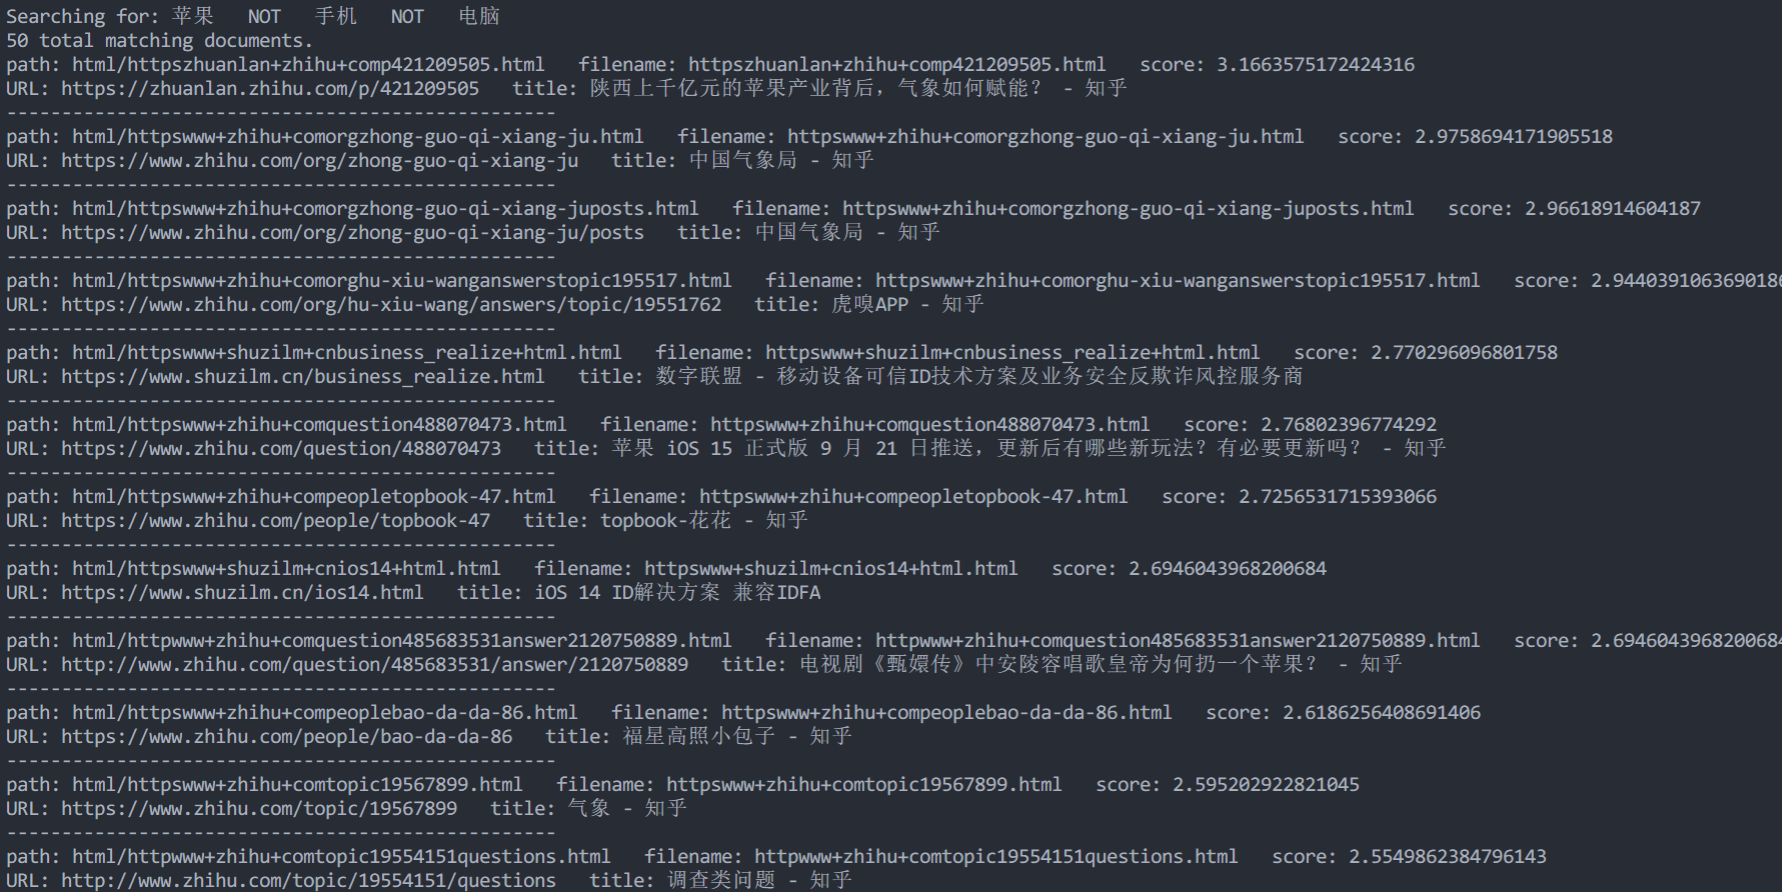 Searching for: 苹果   NOT   手机   NOT   电脑
50 total matching documents.
path: html/httpszhuanlan+zhihu+comp421209505.html   filename: httpszhuanlan+zhihu+comp421209505.html   score: 3.1663575172424316
URL: https://zhuanlan.zhihu.com/p/421209505   title: 陕西上千亿元的苹果产业背后，气象如何赋能？ - 知乎
--------------------------------------------------
path: html/httpswww+zhihu+comorgzhong-guo-qi-xiang-ju.html   filename: httpswww+zhihu+comorgzhong-guo-qi-xiang-ju.html   score: 2.9758694171905518
URL: https://www.zhihu.com/org/zhong-guo-qi-xiang-ju   title: 中国气象局 - 知乎
--------------------------------------------------
path: html/httpswww+zhihu+comorgzhong-guo-qi-xiang-juposts.html   filename: httpswww+zhihu+comorgzhong-guo-qi-xiang-juposts.html   score: 2.96618914604187
URL: https://www.zhihu.com/org/zhong-guo-qi-xiang-ju/posts   title: 中国气象局 - 知乎
--------------------------------------------------
path: html/httpswww+zhihu+comorghu-xiu-wanganswerstopic195517.html   filename: httpswww+zhihu+comorghu-xiu-wanganswerstopic195517.html   score: 2.944039106369018
URL: https://www.zhihu.com/org/hu-xiu-wang/answers/topic/19551762   title: 虎嗅APP - 知乎
--------------------------------------------------
path: html/httpswww+shuzilm+cnbusiness_realize+html.html   filename: httpswww+shuzilm+cnbusiness_realize+html.html   score: 2.770296096801758
URL: https://www.shuzilm.cn/business_realize.html   title: 数字联盟 - 移动设备可信ID技术方案及业务安全反欺诈风控服务商
--------------------------------------------------
path: html/httpswww+zhihu+comquestion488070473.html   filename: httpswww+zhihu+comquestion488070473.html   score: 2.76802396774292
URL: https://www.zhihu.com/question/488070473   title: 苹果 iOS 15 正式版 9 月 21 日推送，更新后有哪些新玩法？有必要更新吗？ - 知乎
--------------------------------------------------
path: html/httpswww+zhihu+compeopletopbook-47.html   filename: httpswww+zhihu+compeopletopbook-47.html   score: 2.7256531715393066
URL: https://www.zhihu.com/people/topbook-47   title: topbook-花花 - 知乎
--------------------------------------------------
path: html/httpswww+shuzilm+cnios14+html.html   filename: httpswww+shuzilm+cnios14+html.html   score: 2.6946043968200684
URL: https://www.shuzilm.cn/ios14.html   title: iOS 14 ID解决方案 兼容IDFA
--------------------------------------------------
path: html/httpwww+zhihu+comquestion485683531answer2120750889.html   filename: httpwww+zhihu+comquestion485683531answer2120750889.html   score: 2.6946043968200684
URL: http://www.zhihu.com/question/485683531/answer/2120750889   title: 电视剧《甄嬛传》中安陵容唱歌皇帝为何扔一个苹果？ - 知乎
--------------------------------------------------
path: html/httpswww+zhihu+compeoplebao-da-da-86.html   filename: httpswww+zhihu+compeoplebao-da-da-86.html   score: 2.6186256408691406
URL: https://www.zhihu.com/people/bao-da-da-86   title: 福星高照小包子 - 知乎
--------------------------------------------------
path: html/httpswww+zhihu+comtopic19567899.html   filename: httpswww+zhihu+comtopic19567899.html   score: 2.595202922821045
URL: https://www.zhihu.com/topic/19567899   title: 气象 - 知乎
--------------------------------------------------
path: html/httpwww+zhihu+comtopic19554151questions.html   filename: httpwww+zhihu+comtopic19554151questions.html   score: 2.5549862384796143
URL: http://www.zhihu.com/topic/19554151/questions   title: 调查类问题 - 知乎